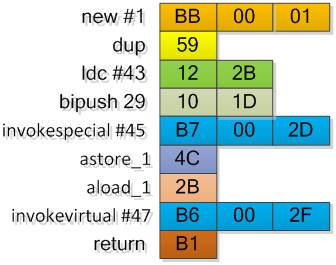 new #1 BB 00 01
dup 59
ldc #43 12 2B
bipush 29 10 1D
invokespecial #45 B7 00 2D
astore_1 4C
aload_1 2B
invokevirtual #47 B6 00 2F
return B1